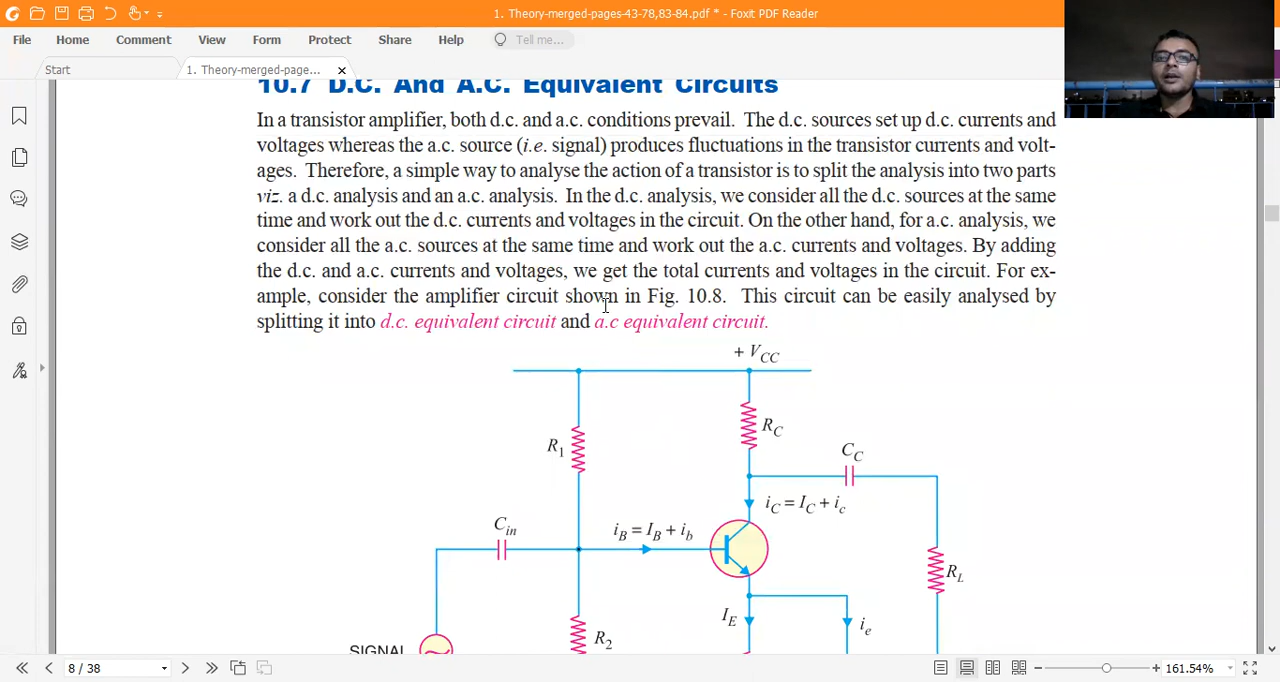 1. Theory-merged-pages-43-78,83-84.pdf * - Foxit PDF Reader
File Home Comment View Form Protect Share Help Tell me...
Start 1. Theory-merged-page...
10.7 D.C. And A.C. Equivalent Circuits
In a transistor amplifier, both d.c. and a.c. conditions prevail. The d.c. sources set up d.c. currents and
voltages whereas the a.c. source (i.e. signal) produces fluctuations in the transistor currents and volt-
ages. Therefore, a simple way to analyse the action of a transistor is to split the analysis into two parts
viz. a d.c. analysis and an a.c. analysis. In the d.c. analysis, we consider all the d.c. sources at the same
time and work out the d.c. currents and voltages in the circuit. On the other hand, for a.c. analysis, we
consider all the a.c. sources at the same time and work out the a.c. currents and voltages. By adding
the d.c. and a.c. currents and voltages, we get the total currents and voltages in the circuit. For ex-
ample, consider the amplifier circuit shown in Fig. 10.8. This circuit can be easily analysed by
splitting it into d.c. equivalent circuit and a.c equivalent circuit.
+ VCC
R1
RC
CC
iC = IC + ic
Cin
iB = IB + ib
RL
IE
ie
R2
SIGNAL
8 / 38
161.54%